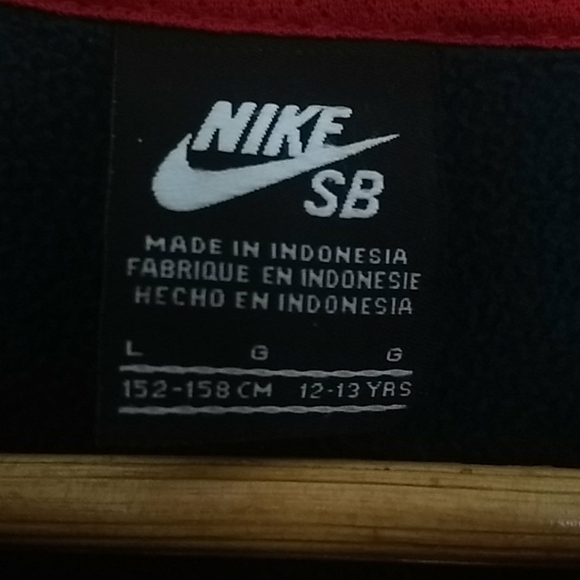 NIKE
SB
MADE IN INDONESIA
FABRIQUE EN INDONESIE
HECHO EN INDONESIA
L G G
152-158 CM 12-13 YRS